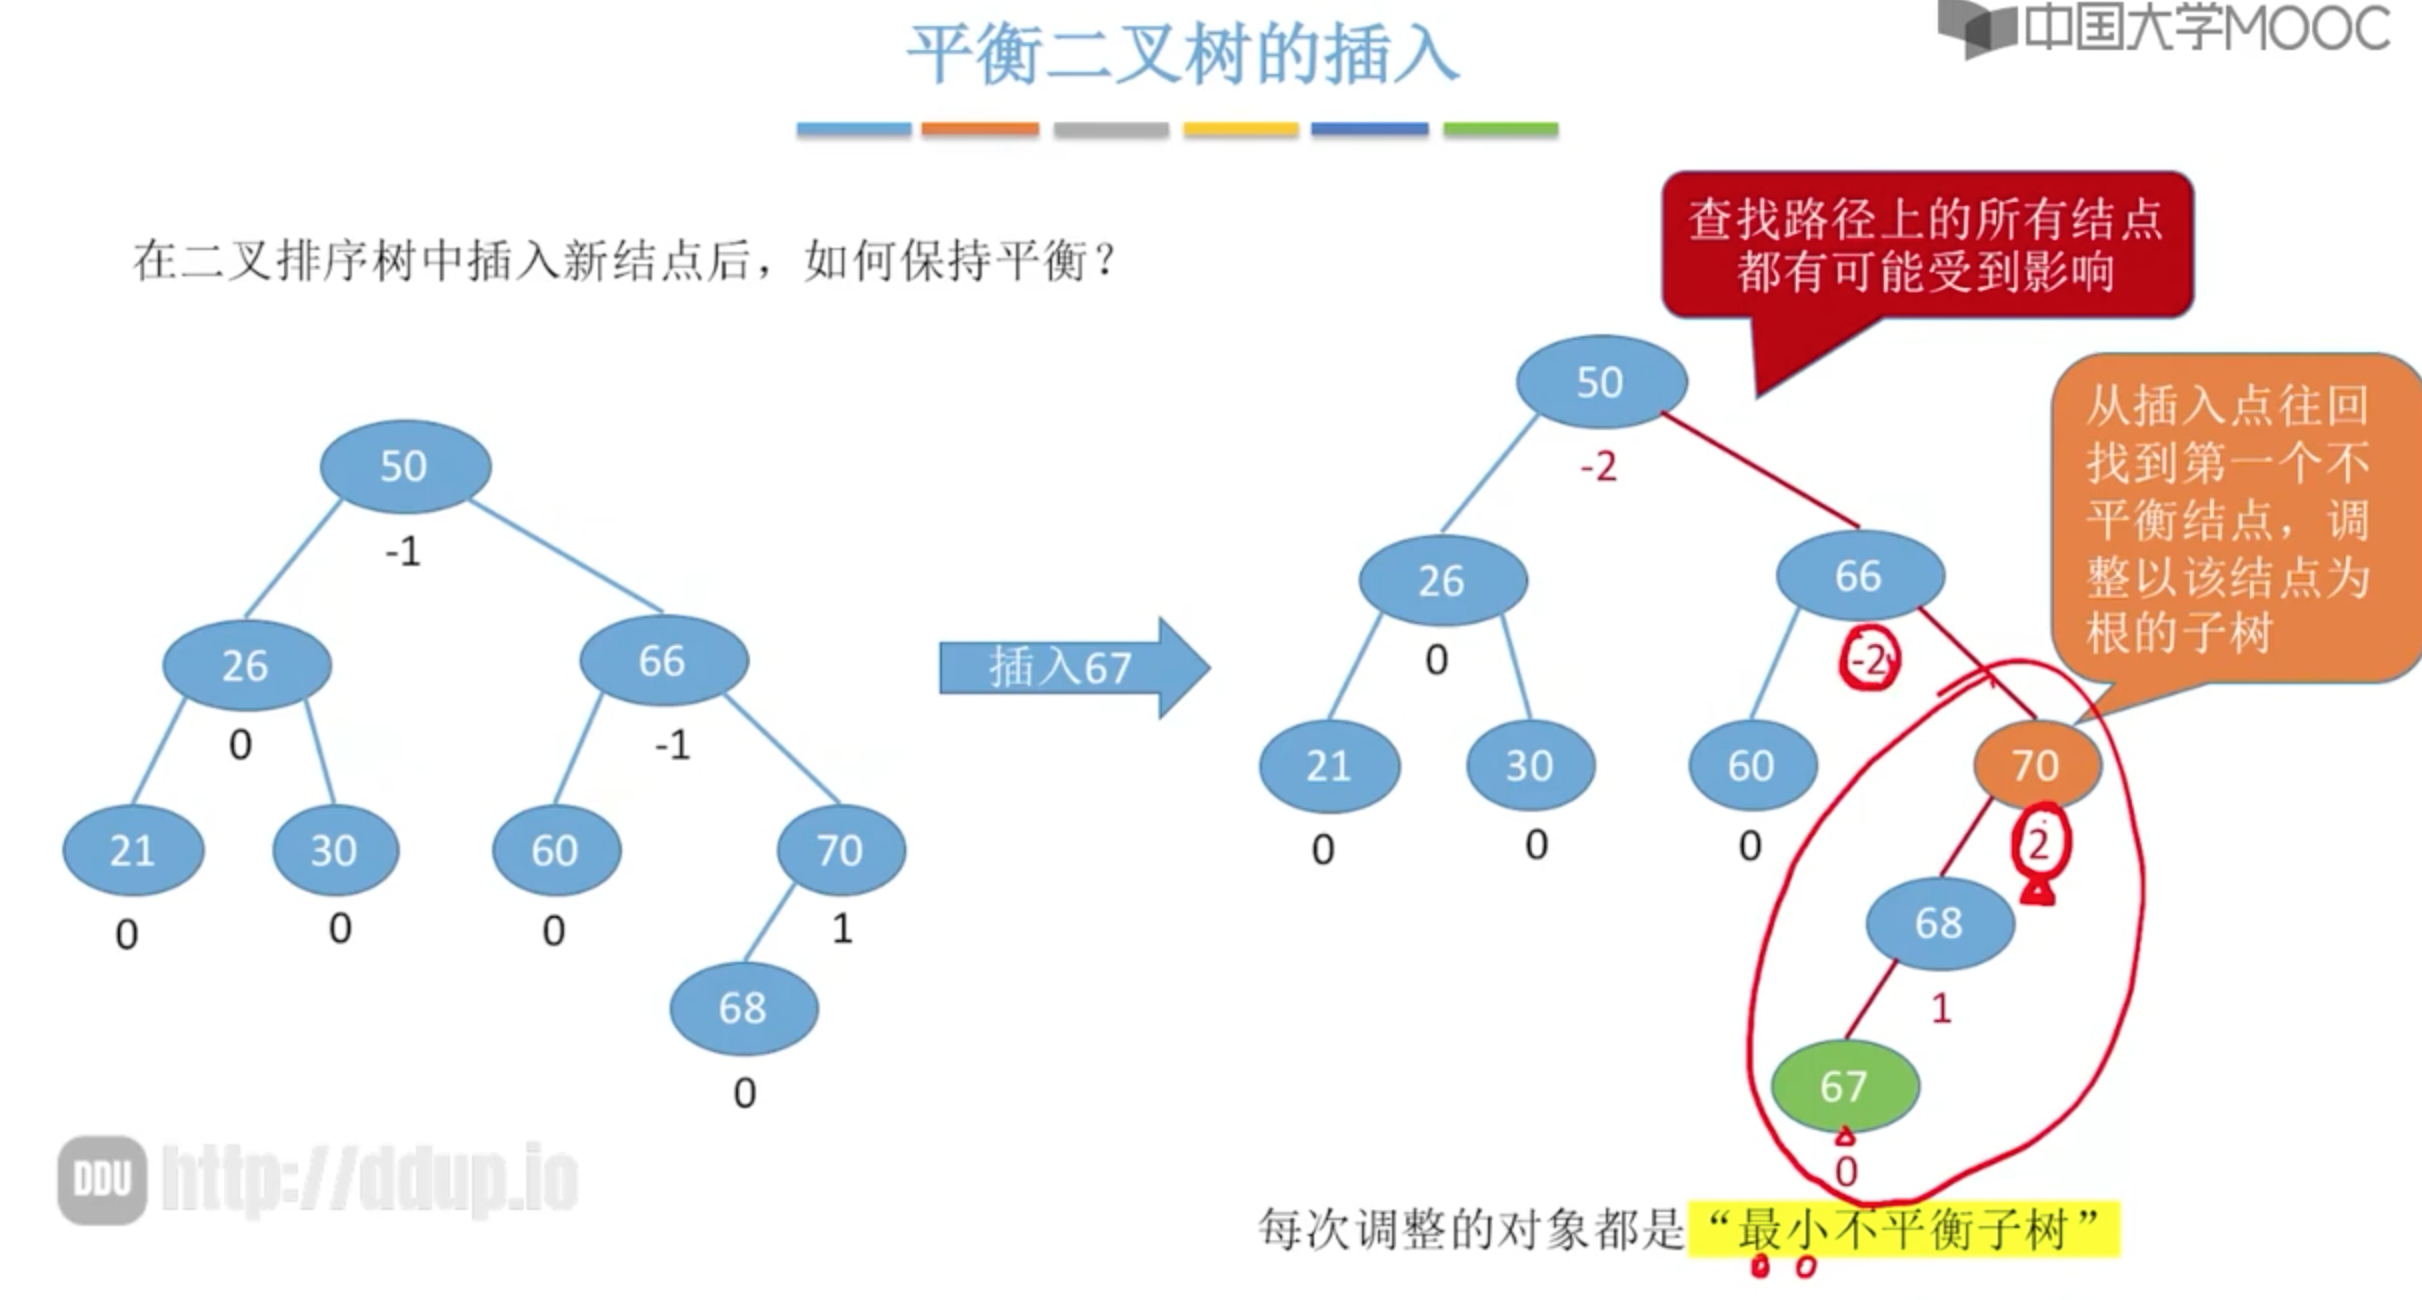 平衡二叉树的插入
中国大学MOOC
在二叉排序树中插入新结点后，如何保持平衡？
查找路径上的所有结点
都有可能受到影响
从插入点往回
找到第一个不
平衡结点，调
整以该结点为
根的子树
50
-1
26
0
66
-1
21
0
30
0
60
0
70
1
68
0
插入67
50
-2
26
0
66
-2
21
0
30
0
60
0
70
2
68
1
67
0
每次调整的对象都是“最小不平衡子树”
DDU http://ddup.io